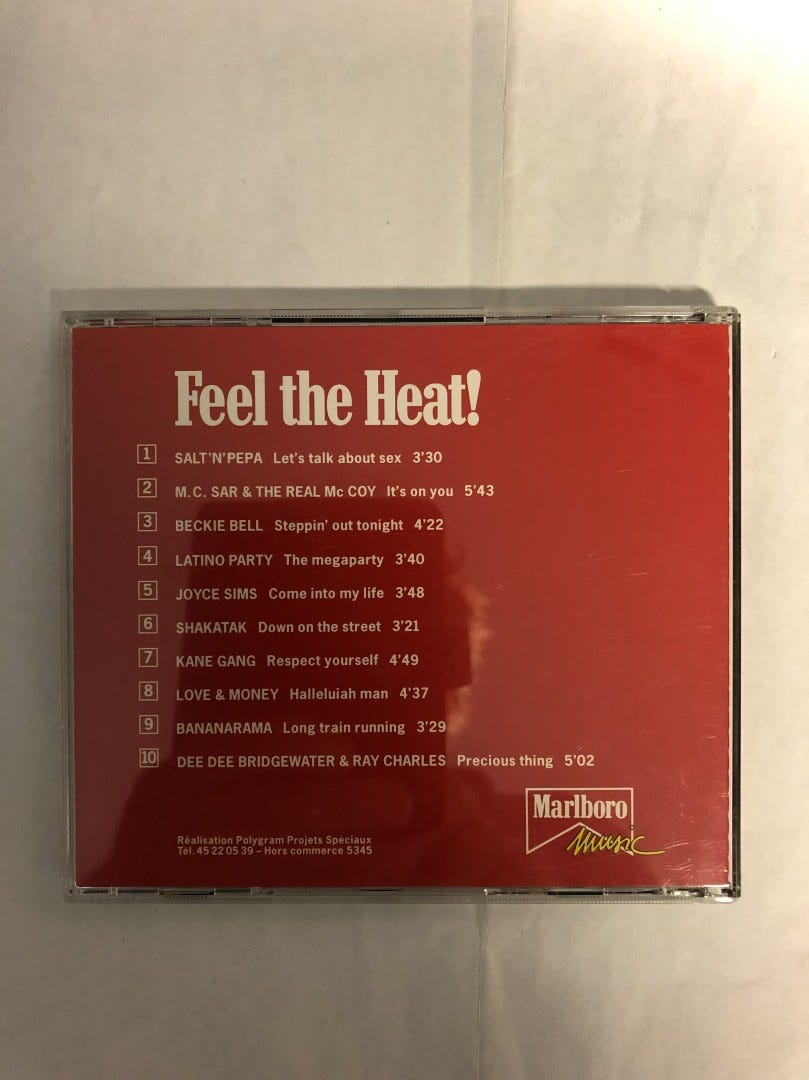 Feel the Heat!
1 SALT'N'PEPA Let's talk about sex 3'30
2 M.C. SAR & THE REAL Mc COY It's on you 5'43
3 BECKIE BELL Steppin' out tonight 4'22
4 LATINO PARTY The megaparty 3'40
5 JOYCE SIMS Come into my life 3'48
6 SHAKATAK Down on the street 3'21
7 KANE GANG Respect yourself 4'49
8 LOVE & MONEY Halleluiah man 4'37
9 BANANARAMA Long train running 3'29
10 DEE DEE BRIDGEWATER & RAY CHARLES Precious thing 5'02
Marlboro
Music
Réalisation Polygram Projets Spéciaux
Tél. 45 22 05 39 – Hors commerce 5345